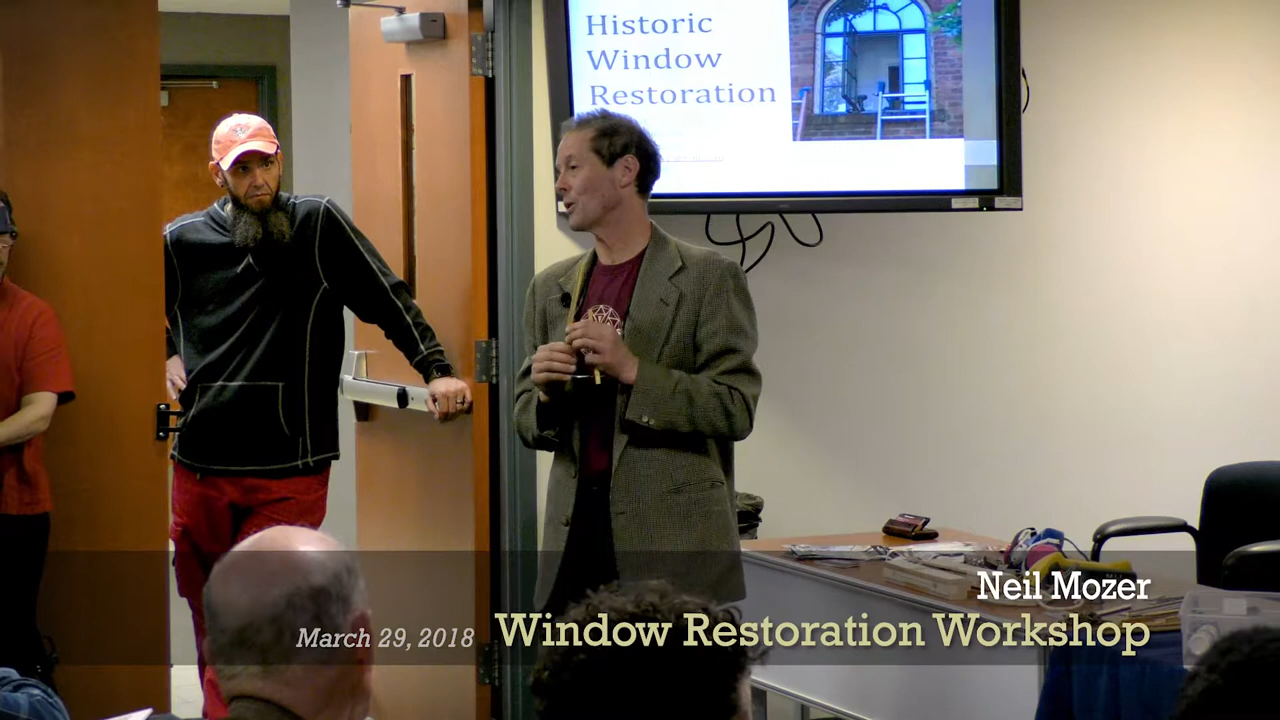 Historic
Window
Restoration
Neil Mozer
March 29, 2018 Window Restoration Workshop